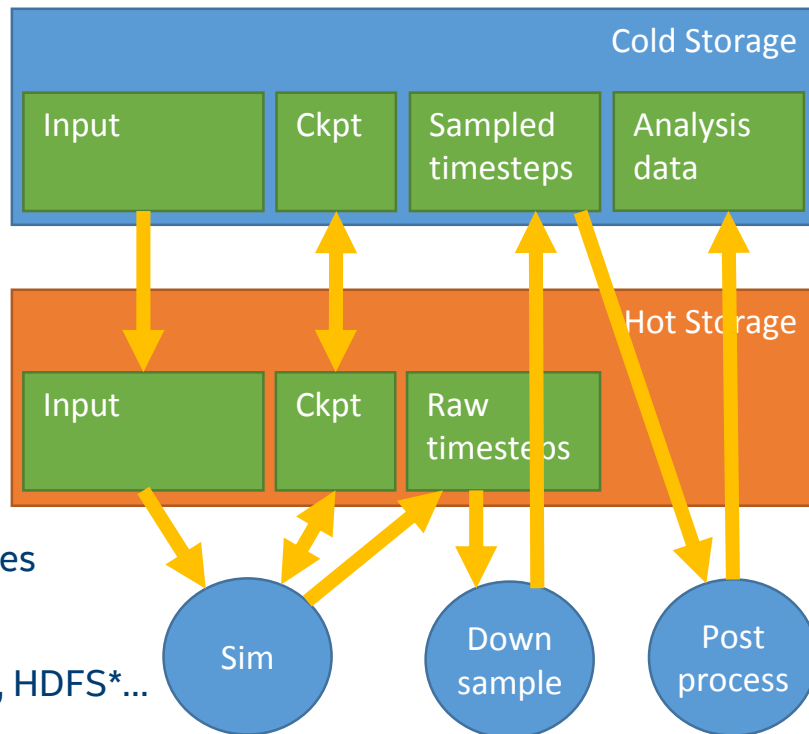 Cold Storage
Input
Ckpt
Sampled
timesteps
Analysis
data
Hot Storage
Input
Ckpt
Raw
timesteps
es
Sim
Down
sample
Post
process
, HDFS*...